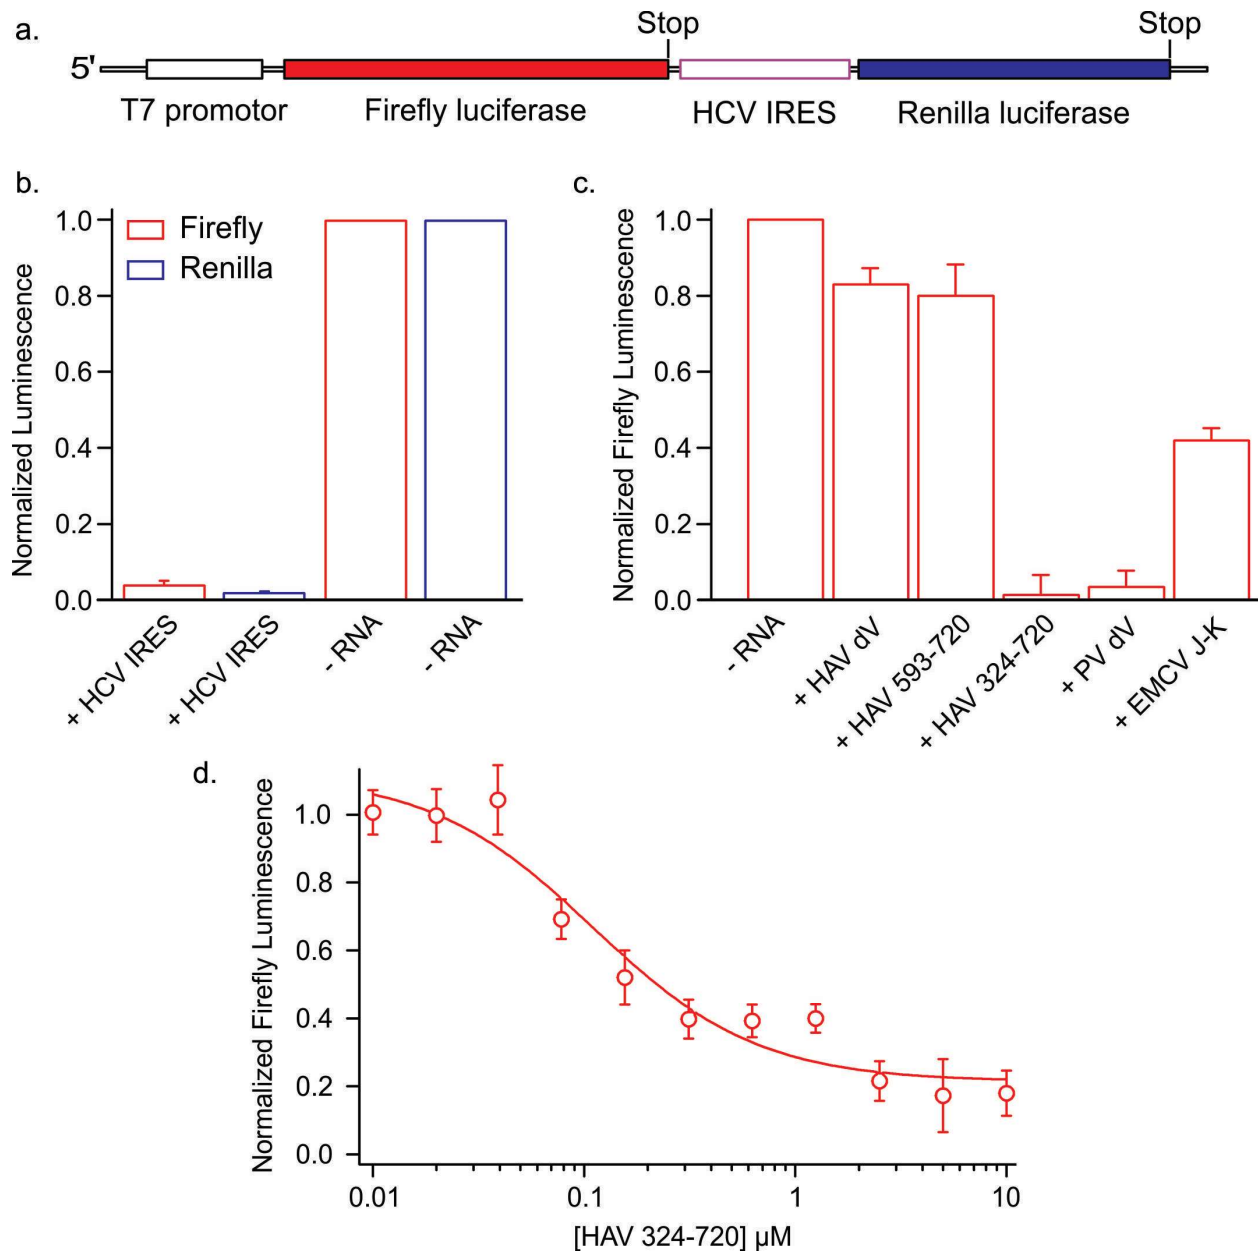 a.
Stop
Stop
5'
T7 promotor
Firefly luciferase
HCV IRES
Renilla luciferase
b.
Normalized Luminescence
1.0
0.8
0.6
0.4
0.2
0.0
Firefly
Renilla
+ HCV IRES
+ HCV IRES
- RNA
- RNA
c.
Normalized Firefly Luminescence
1.0
0.8
0.6
0.4
0.2
0.0
- RNA
+ HAV dV
+ HAV 593-720
+ HAV 324-720
+ PV dV
+ EMCV J-K
d.
Normalized Firefly Luminescence
1.0
0.8
0.6
0.4
0.2
0.0
0.01
0.1
1
10
[HAV 324-720] μM